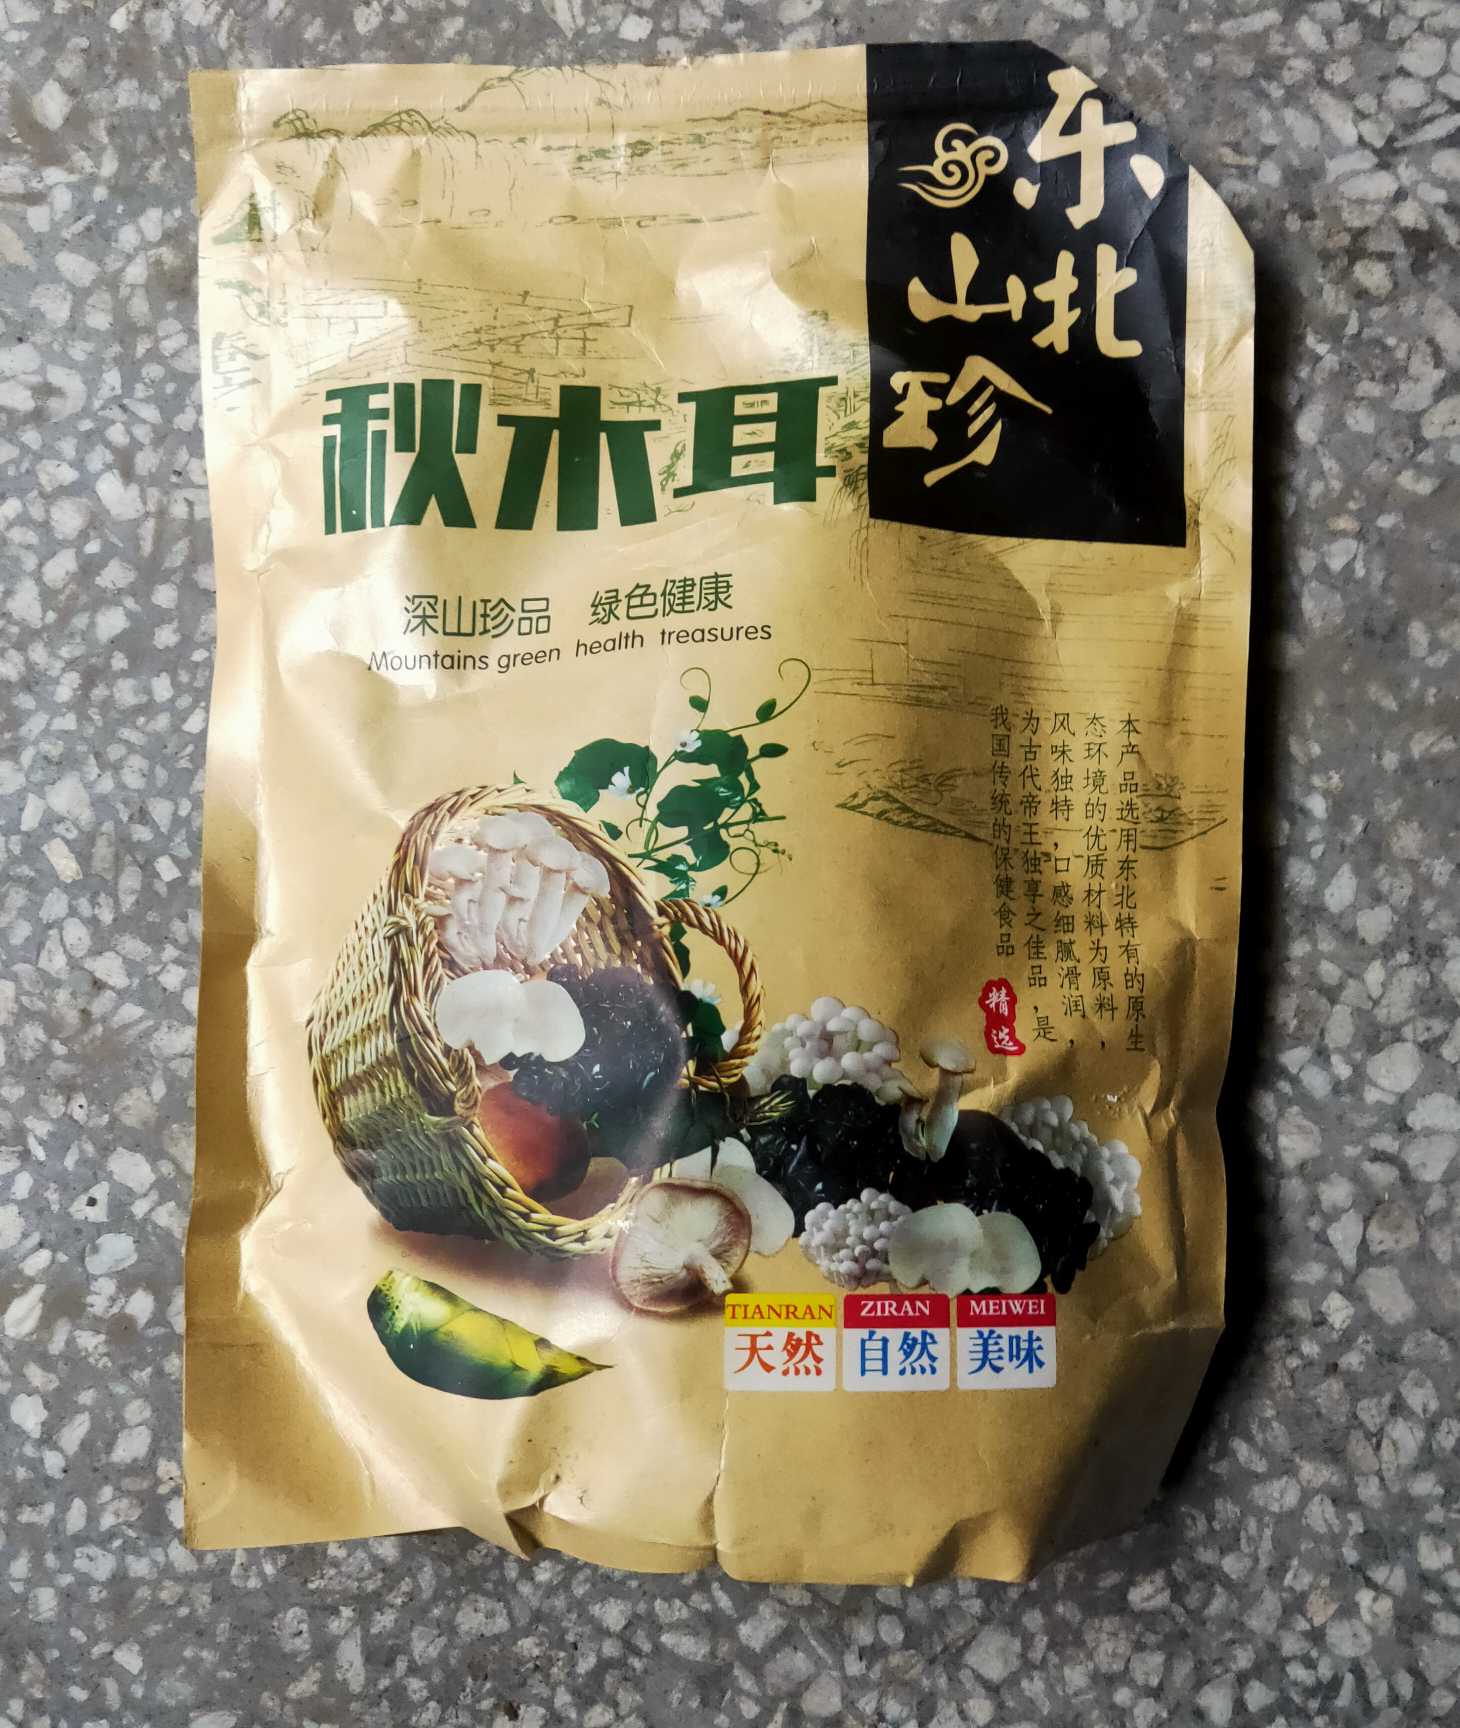 东北
山珍
秋木耳
深山珍品 绿色健康
Mountains green health treasures
本产品选用东北特有的原生
态环境的优质材料为原料，
风味独特，口感细腻滑润，
为古代帝王独享之佳品，是
我国传统的保健食品
精选
TIANRAN
天然
ZIRAN
自然
MEIWEI
美味